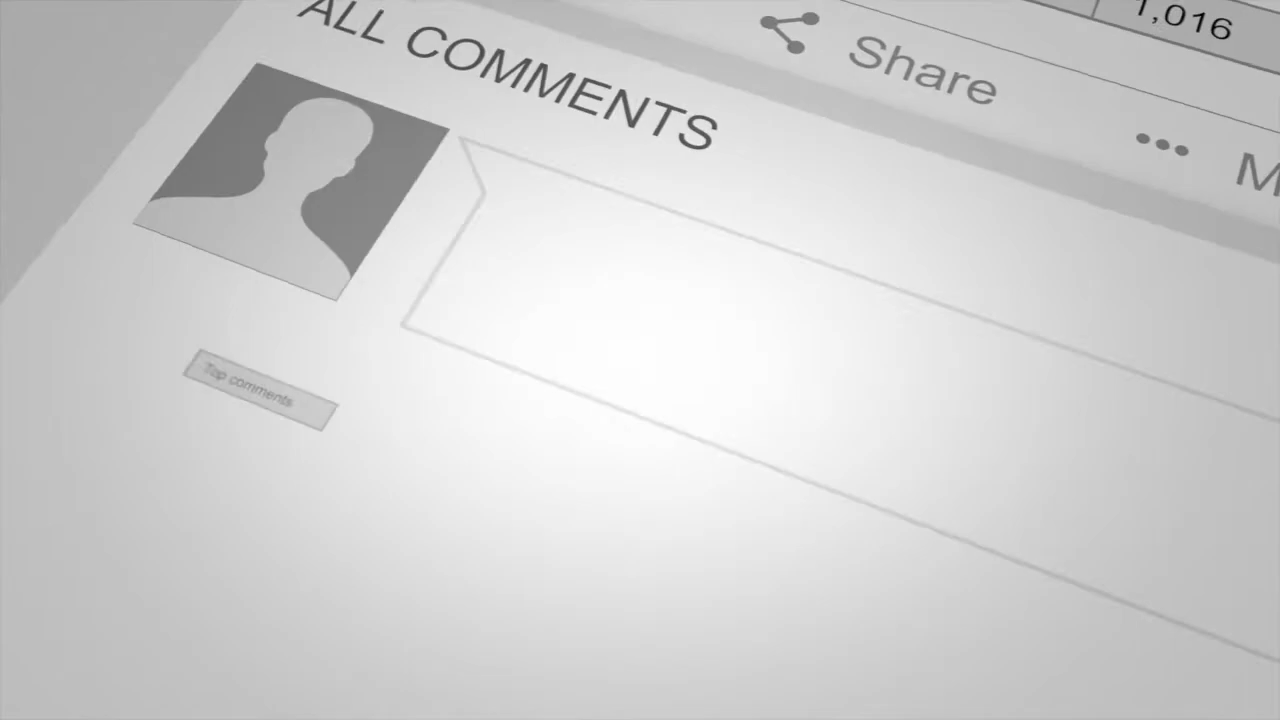 1,016
Share
••• M
ALL COMMENTS
Top comments